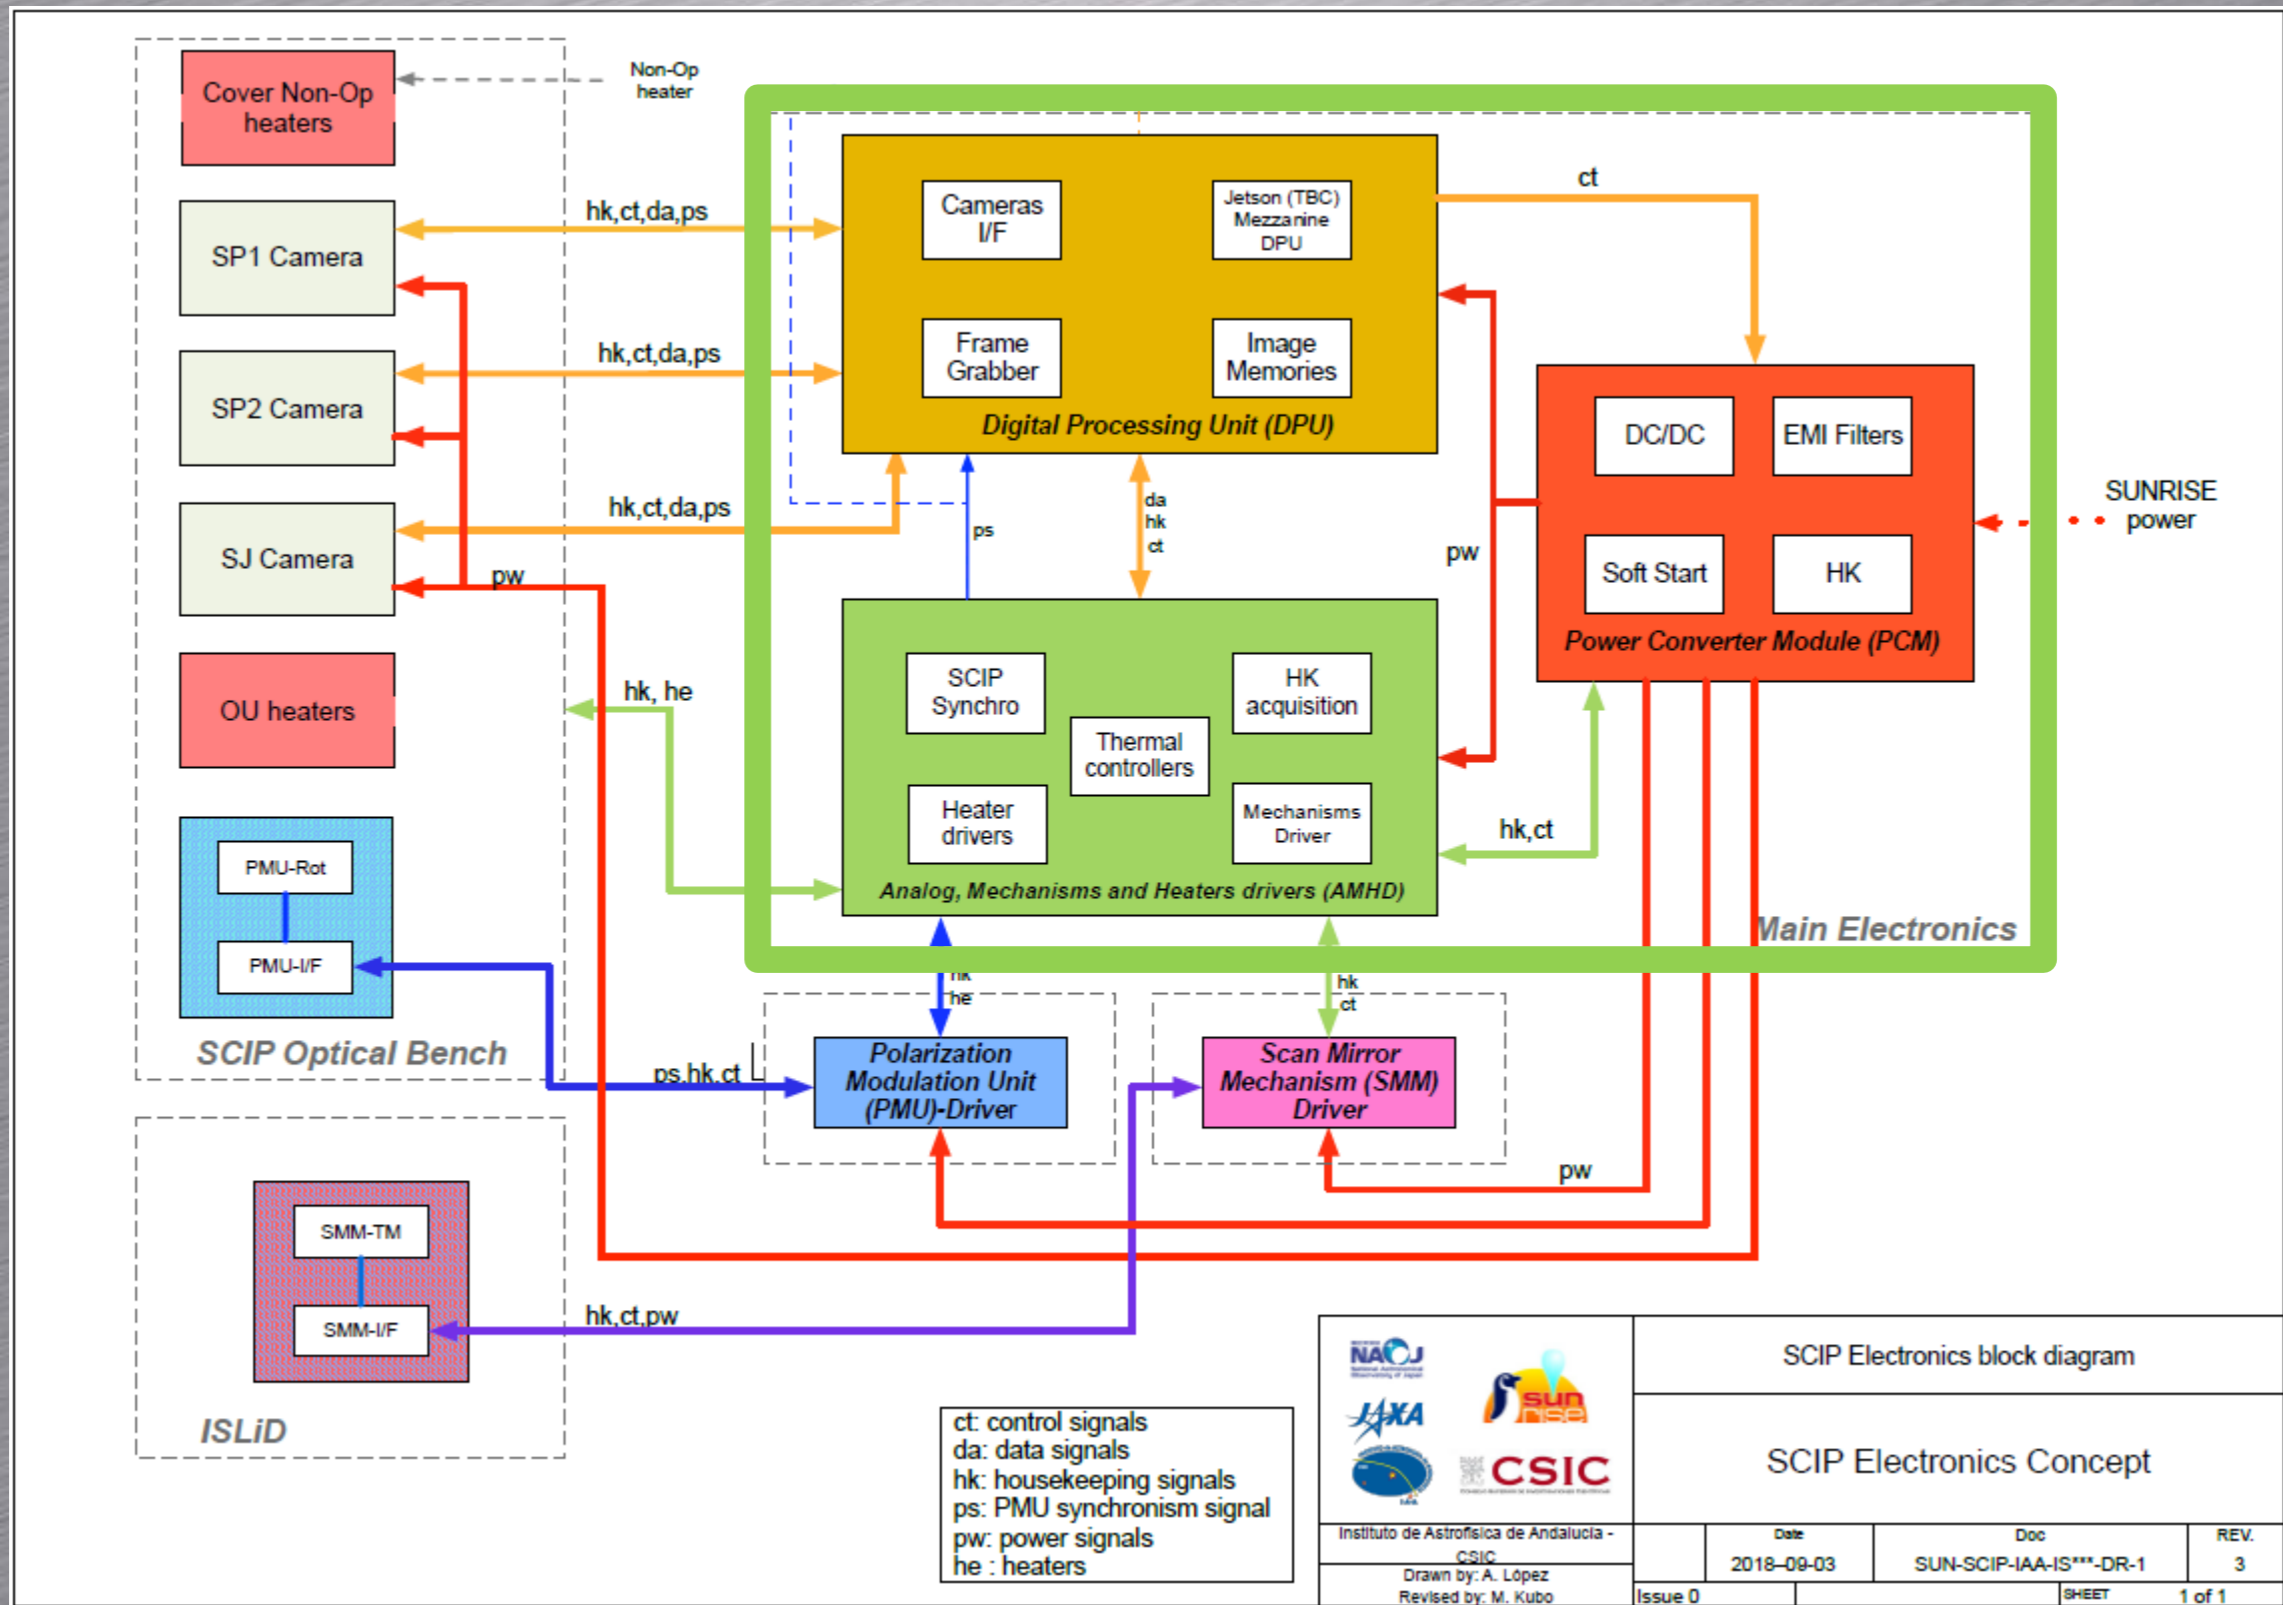 Cover Non-Op
heaters
Non-Op
heater
SP1 Camera
hk,ct,da,ps
SP2 Camera
hk,ct,da,ps
SJ Camera
hk,ct,da,ps
pw
OU heaters
hk, he
PMU-Rot
PMU-I/F
SCIP Optical Bench
ps,hk,ct
SMM-TM
SMM-I/F
hk,ct,pw
ISLiD
Cameras
I/F
Jetson (TBC)
Mezzanine
DPU
Frame
Grabber
Image
Memories
Digital Processing Unit (DPU)
ct
ps
da
hk
ct
pw
DC/DC
EMI Filters
Soft Start
HK
Power Converter Module (PCM)
SUNRISE
power
SCIP
Synchro
HK
acquisition
Thermal
controllers
Heater
drivers
Mechanisms
Driver
Analog, Mechanisms and Heaters drivers (AMHD)
hk,ct
Main Electronics
hk
he
hk
ct
Polarization
Modulation Unit
(PMU)-Driver
Scan Mirror
Mechanism (SMM)
Driver
pw
ct: control signals
da: data signals
hk: housekeeping signals
ps: PMU synchronism signal
pw: power signals
he : heaters
NAOJ
JAXA
sun
rise
CSIC
IAA
Instituto de Astrofísica de Andalucía -
CSIC
Drawn by: A. López
Revised by: M. Kubo
SCIP Electronics block diagram
SCIP Electronics Concept
Date
2018-09-03
Doc
SUN-SCIP-IAA-IS***-DR-1
REV.
3
Issue 0
SHEET
1 of 1